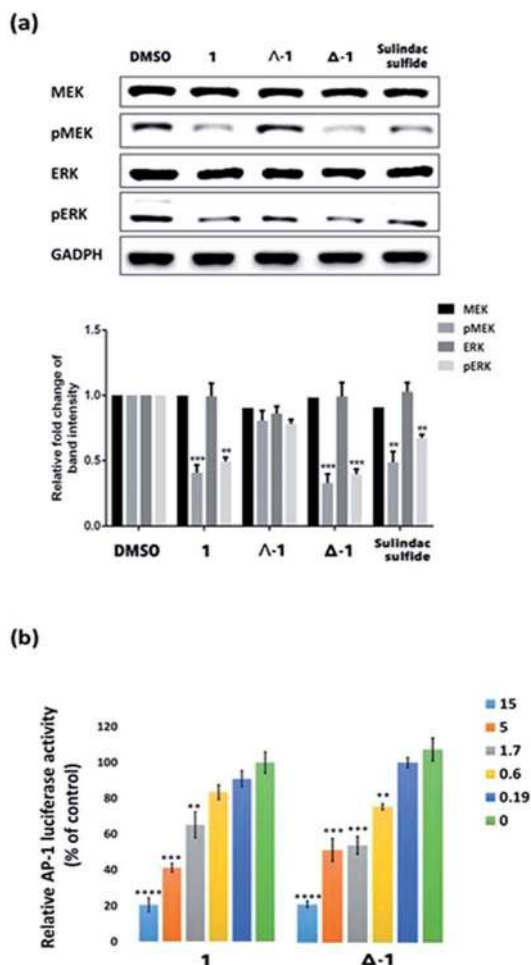 (a)
DMSO 1 Λ-1 Δ-1 Sulindac sulfide
MEK
pMEK
ERK
pERK
GADPH
MEK
pMEK
ERK
pERK
Relative fold change of
band intensity
1.5
1.0
0.5
0.0
*** ** *** *** ** **
DMSO 1 Λ-1 Δ-1 Sulindac sulfide
(b)
Relative AP-1 luciferase activity
(% of control)
120
100
80
60
40
20
0
**** *** ** **** *** *** **
1 Δ-1
15
5
1.7
0.6
0.19
0